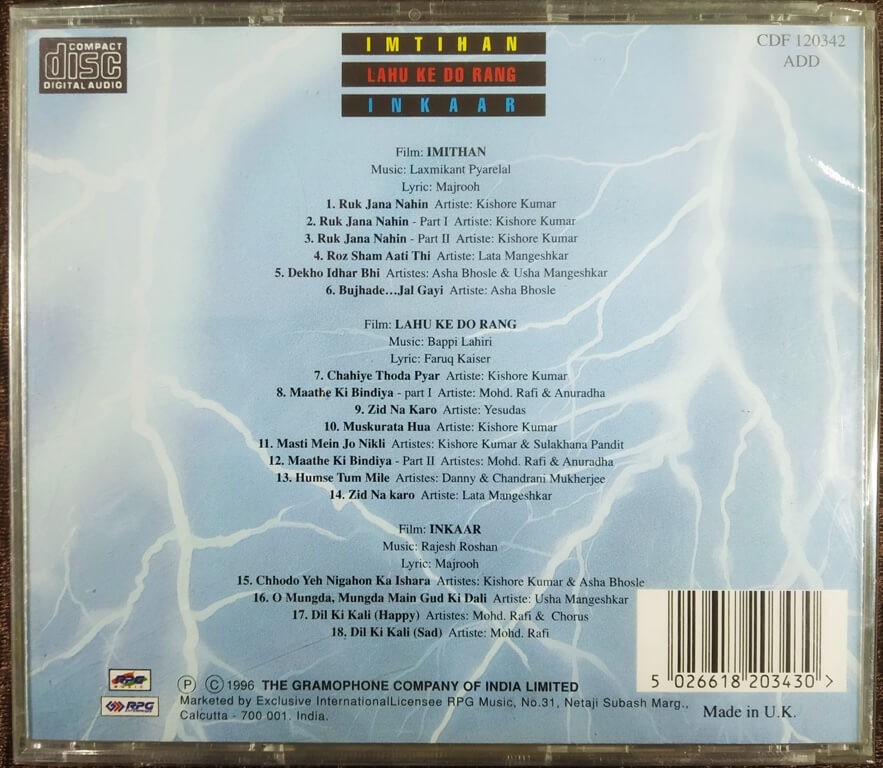 COMPACT
disc
DIGITAL AUDIO
IMTIHAN
LAHU KE DO RANG
INKAAR
CDF 120342
ADD
Film: IMITHAN
Music: Laxmikant Pyarelal
Lyric: Majrooh
1. Ruk Jana Nahin Artiste: Kishore Kumar
2. Ruk Jana Nahin - Part I Artiste: Kishore Kumar
3. Ruk Jana Nahin - Part II Artiste: Kishore Kumar
4. Roz Sham Aati Thi Artiste: Lata Mangeshkar
5. Dekho Idhar Bhi Artistes: Asha Bhosle & Usha Mangeshkar
6. Bujhade...Jal Gayi Artiste: Asha Bhosle
Film: LAHU KE DO RANG
Music: Bappi Lahiri
Lyric: Faruq Kaiser
7. Chahiye Thoda Pyar Artiste: Kishore Kumar
8. Maathe Ki Bindiya - part I Artiste: Mohd. Rafi & Anuradha
9. Zid Na Karo Artiste: Yesudas
10. Muskurata Hua Artiste: Kishore Kumar
11. Masti Mein Jo Nikli Artistes: Kishore Kumar & Sulakhana Pandit
12. Maathe Ki Bindiya - Part II Artistes: Mohd. Rafi & Anuradha
13. Humse Tum Mile Artistes: Danny & Chandrani Mukherjee
14. Zid Na karo Artiste: Lata Mangeshkar
Film: INKAAR
Music: Rajesh Roshan
Lyric: Majrooh
15. Chhodo Yeh Nigahon Ka Ishara Artistes: Kishore Kumar & Asha Bhosle
16. O Mungda, Mungda Main Gud Ki Dali Artiste: Usha Mangeshkar
17. Dil Ki Kali (Happy) Artistes: Mohd. Rafi & Chorus
18. Dil Ki Kali (Sad) Artiste: Mohd. Rafi
RPG
MUSIC
RPG
Ⓟ Ⓒ 1996 THE GRAMOPHONE COMPANY OF INDIA LIMITED
Marketed by Exclusive InternationalLicensee RPG Music, No.31, Netaji Subash Marg.,
Calcutta - 700 001. India.
5 026618 203430 >
Made in U.K.